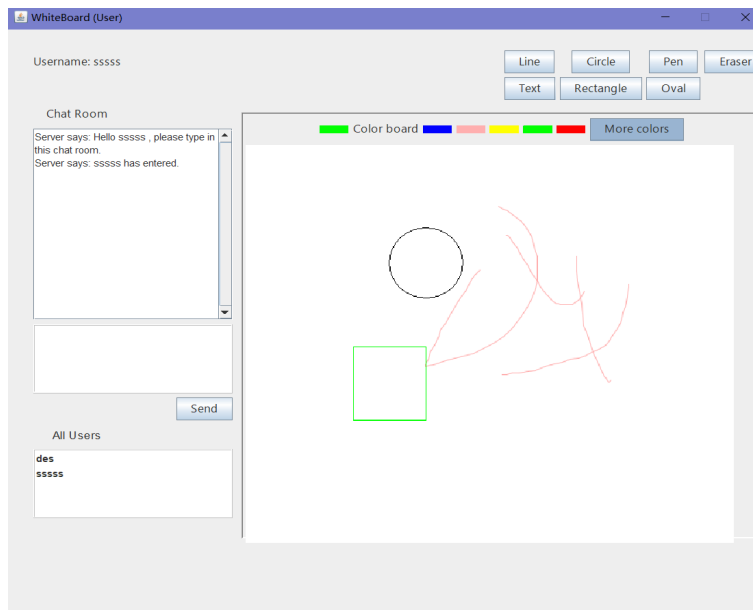 WhiteBoard (User)
Username: sssss
Line
Circle
Pen
Eraser
Text
Rectangle
Oval
Chat Room
Color board
More colors
Server says: Hello sssss , please type in
this chat room.
Server says: sssss has entered.
Send
All Users
des
sssss